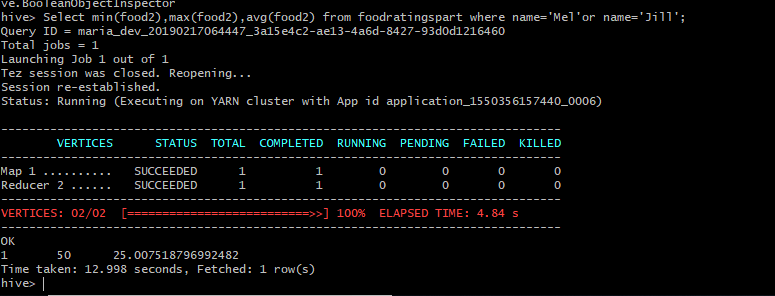 ve.BooleanObjectInspector
hive> Select min(food2),max(food2),avg(food2) from foodratingspart where name='Mel'or name='Jill';
Query ID = maria_dev_20190217064447_3a15e4c2-ae13-4a6d-8427-93d0d1216460
Total jobs = 1
Launching Job 1 out of 1
Tez session was closed. Reopening...
Session re-established.
Status: Running (Executing on YARN cluster with App id application_1550356157440_0006)
--------------------------------------------------------------------------------
VERTICES STATUS TOTAL COMPLETED RUNNING PENDING FAILED KILLED
--------------------------------------------------------------------------------
Map 1 .......... SUCCEEDED 1 1 0 0 0 0
Reducer 2 ...... SUCCEEDED 1 1 0 0 0 0
--------------------------------------------------------------------------------
VERTICES: 02/02 [==========================>>] 100% ELAPSED TIME: 4.84 s
--------------------------------------------------------------------------------
OK
1 50 25.007518796992482
Time taken: 12.998 seconds, Fetched: 1 row(s)
hive>